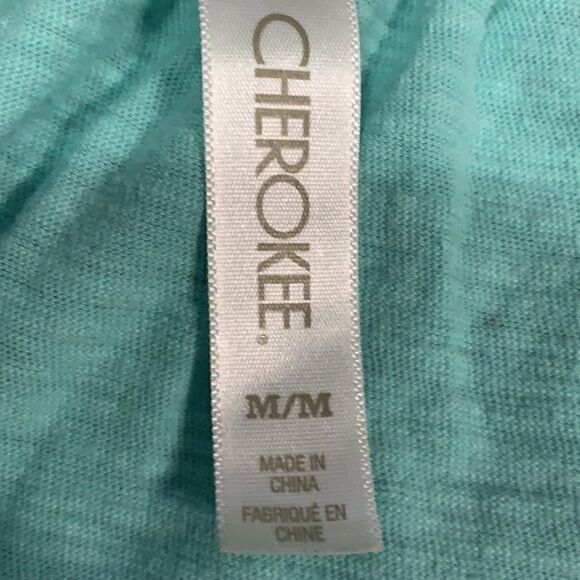 CHEROKEE®
M/M
MADE IN
CHINA
FABRIQUÉ EN
CHINE